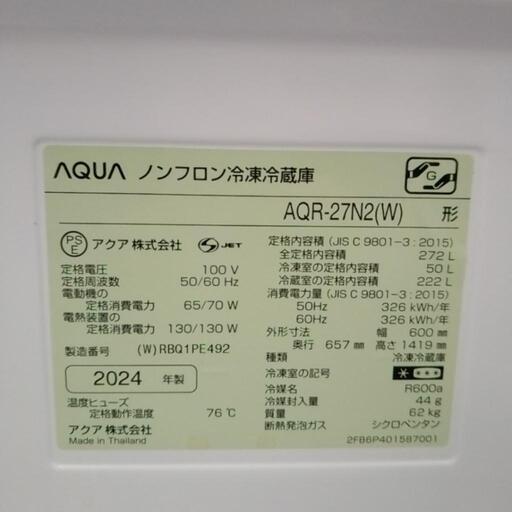 AQUA ノンフロン冷凍冷蔵庫
G
AQR-27N2(W) 形
PS E アクア株式会社 S JET
定格電圧 100 V
定格周波数 50/60 Hz
電動機の
定格消費電力 65/70 W
電熱装置の
定格消費電力 130/130 W
製造番号 (W)RBQ1PE492
2024 年製
温度ヒューズ
定格動作温度 76℃
アクア株式会社
Made in Thailand
定格内容積 (JIS C 9801-3:2015)
全定格内容積 272 L
冷凍室の定格内容積 50 L
冷蔵室の定格内容積 222 L
消費電力量 (JIS C 9801-3:2015)
50Hz 326 kWh/年
60Hz 326 kWh/年
外形寸法 幅 600 mm
奥行 657 mm 高さ 1419 mm
種類 冷凍冷蔵庫
冷凍室の記号
冷媒名 R600a
冷媒封入量 44 g
質量 62 kg
断熱発泡ガス シクロペンタン
2FB6P401587001